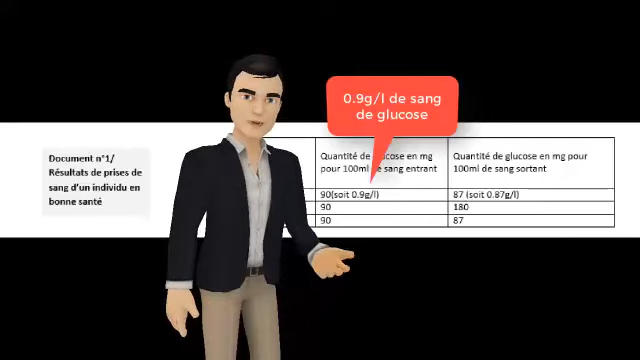 0.9g/l de sang
de glucose
Document n°1/
Résultats de prises de
sang d'un individu en
bonne santé
Quantité de glucose en mg
pour 100ml de sang entrant
Quantité de glucose en mg pour
100ml de sang sortant
90(soit 0.9g/l)
87 (soit 0.87g/l)
90
180
90
87